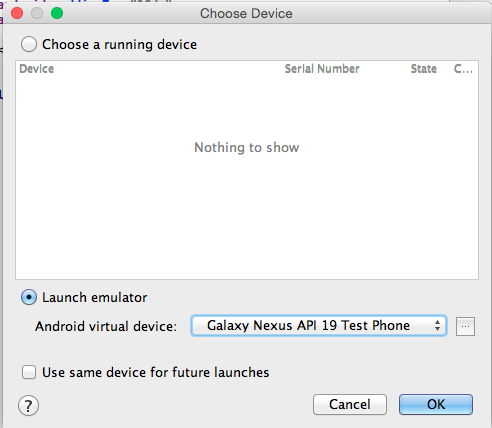 Choose Device
Choose a running device
Device Serial Number State C...
Nothing to show
Launch emulator
Android virtual device: Galaxy Nexus API 19 Test Phone ...
Use same device for future launches
? Cancel OK